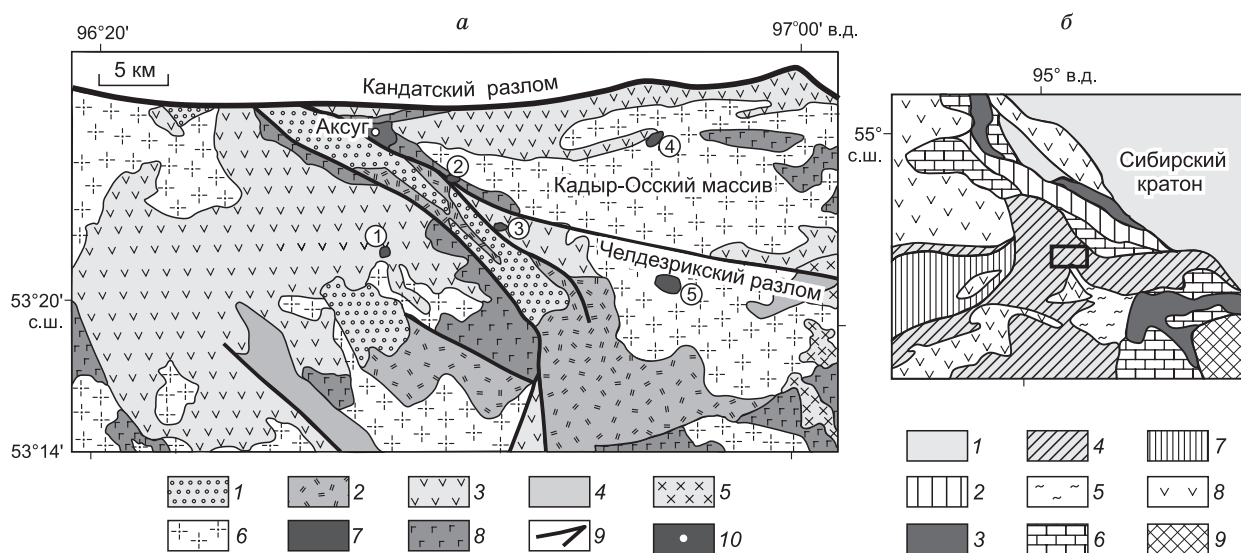 а
б
96°20'
97°00' в.д.
5 км
Кандатский разлом
Аксуг
4
2
Кадыр-Осский массив
3
1
Челдезрикский разлом
5
53°20'
с.ш.
53°14'
1
2
3
4
5
6
7
8
9
10
95° в.д.
55°
с.ш.
Сибирский
кратон
1
4
7
2
5
8
3
6
9